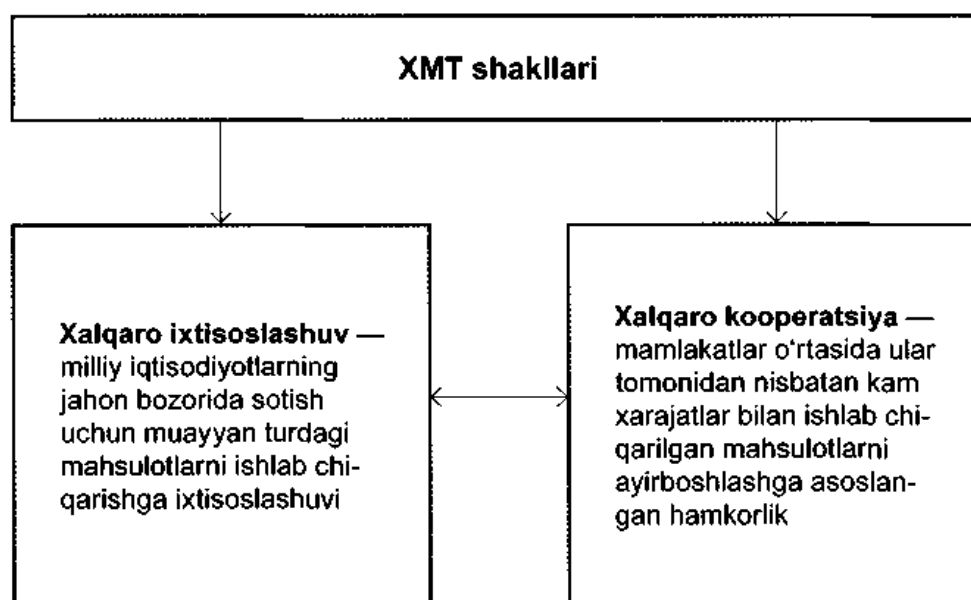 XMT shakllari
Xalqaro ixtisoslashuv —
milliy iqtisodiyotlarning
jahon bozorida sotish
uchun muayyan turdagi
mahsulotlarni ishlab chi-
qarishga ixtisoslashuvi
Xalqaro kooperatsiya —
mamlakatlar o‘rtasida ular
tomonidan nisbatan kam
xarajatlar bilan ishlab chi-
qarilgan mahsulotlarni
ayirboshlashga asoslan-
gan hamkorlik